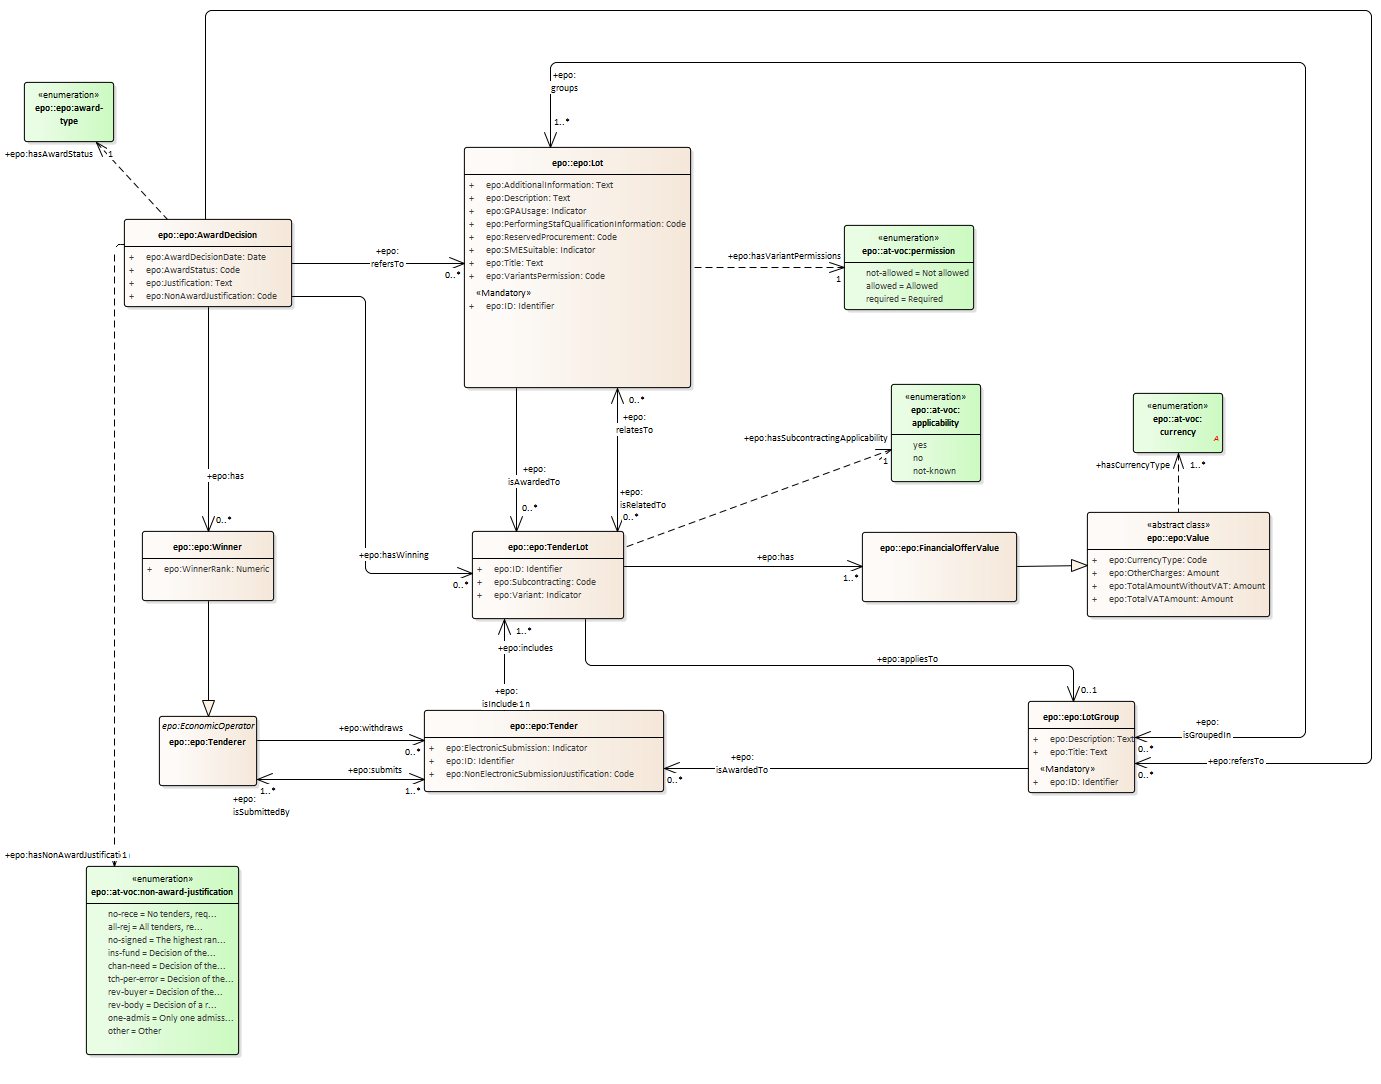 +epo:
groups
1..*
«enumeration»
epo::epo:award-
type
+epo:hasAwardStatus
1
epo::epo:Lot
+ epo:AdditionalInformation: Text
+ epo:Description: Text
+ epo:GPAUsage: Indicator
+ epo:PerformingStafQualificationInformation: Code
+ epo:ReservedProcurement: Code
+ epo:SMESuitable: Indicator
+ epo:Title: Text
+ epo:VariantsPermission: Code
«Mandatory»
+ epo:ID: Identifier
epo::epo:AwardDecision
+ epo:AwardDecisionDate: Date
+ epo:AwardStatus: Code
+ epo:Justification: Text
+ epo:NonAwardJustification: Code
+epo:
refersTo
0..*
+epo:hasVariantPermissions
1
«enumeration»
epo::at-voc:permission
not-allowed = Not allowed
allowed = Allowed
required = Required
0..*
+epo:
relatesTo
+epo:hasSubcontractingApplicability
1
«enumeration»
epo::at-voc:
applicability
yes
no
not-known
«enumeration»
epo::at-voc:
currency
A
+hasCurrencyType
1..*
+epo:has
0..*
+epo:
isAwardedTo
0..*
+epo:
isRelatedTo
0..*
«abstract class»
epo::epo:Value
+ epo:CurrencyType: Code
+ epo:OtherCharges: Amount
+ epo:TotalAmountWithoutVAT: Amount
+ epo:TotalVATAmount: Amount
epo::epo:Winner
+ epo:WinnerRank: Numeric
+epo:hasWinning
0..*
epo::epo:TenderLot
+ epo:ID: Identifier
+ epo:Subcontracting: Code
+ epo:Variant: Indicator
+epo:has
1..*
epo::epo:FinancialOfferValue
1..*
+epo:includes
+epo:appliesTo
0..1
+epo:
isInclude 1 n
epo:EconomicOperator
epo::epo:Tenderer
+epo:withdraws
0..*
+epo:submits
1..*
1..*
+epo:
isSubmittedBy
epo::epo:Tender
+ epo:ElectronicSubmission: Indicator
+ epo:ID: Identifier
+ epo:NonElectronicSubmissionJustification: Code
+epo:
isAwardedTo
0..*
epo::epo:LotGroup
+ epo:Description: Text
+ epo:Title: Text
«Mandatory»
+ epo:ID: Identifier
+epo:
isGroupedIn
0..*
+epo:refersTo
0..*
+epo:hasNonAwardJustificati 1
«enumeration»
epo::at-voc:non-award-justification
no-rece = No tenders, req...
all-rej = All tenders, re...
no-signed = The highest ran...
ins-fund = Decision of the...
chan-need = Decision of the...
tch-per-error = Decision of the...
rev-buyer = Decision of the...
rev-body = Decision of a r...
one-admis = Only one admiss...
other = Other